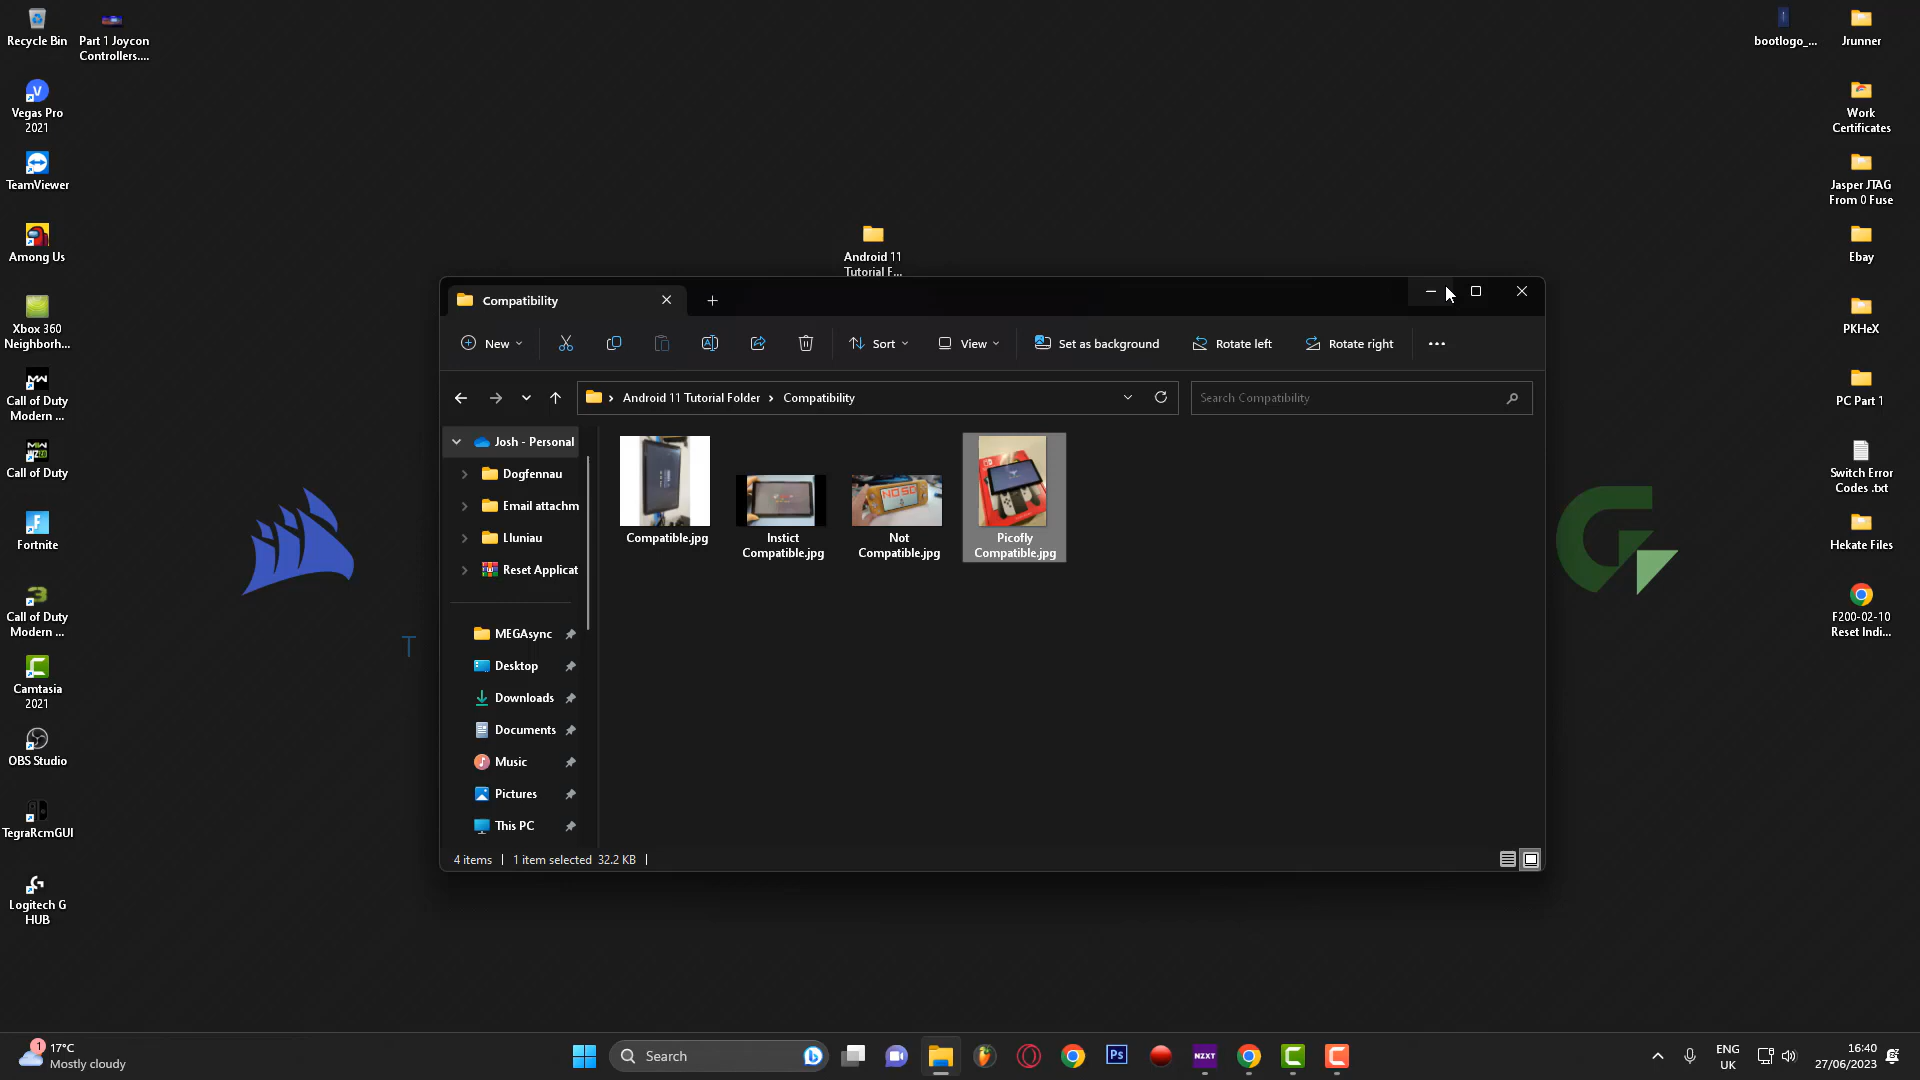 Recycle Bin
Part 1 Joycon
Controllers....
Vegas Pro
2021
TeamViewer
Among Us
Xbox 360
Neighborh...
Call of Duty
Modern ...
Call of Duty
Fortnite
Call of Duty
Modern ...
Camtasia
2021
OBS Studio
TegraRcmGUI
Logitech G
HUB
Android 11
Tutorial F...
Compatibility
New
Sort
View
Set as background
Rotate left
Rotate right
Android 11 Tutorial Folder
Compatibility
Search Compatibility
Josh - Personal
Dogfennau
Email attachm
Lluniau
Reset Applicat
MEGAsync
Desktop
Downloads
Documents
Music
Pictures
This PC
Compatible.jpg
Instict
Compatible.jpg
NO SD
Not
Compatible.jpg
Picofly
Compatible.jpg
4 items
1 item selected 32.2 KB
T
bootlogo_...
Jrunner
Work
Certificates
Jasper JTAG
From 0 Fuse
Ebay
PKHeX
PC Part 1
Switch Error
Codes .txt
Hekate Files
F200-02-10
Reset Indi...
1
17°C
Mostly cloudy
Search
Ps
NZXT
ENG
UK
16:40
27/06/2023